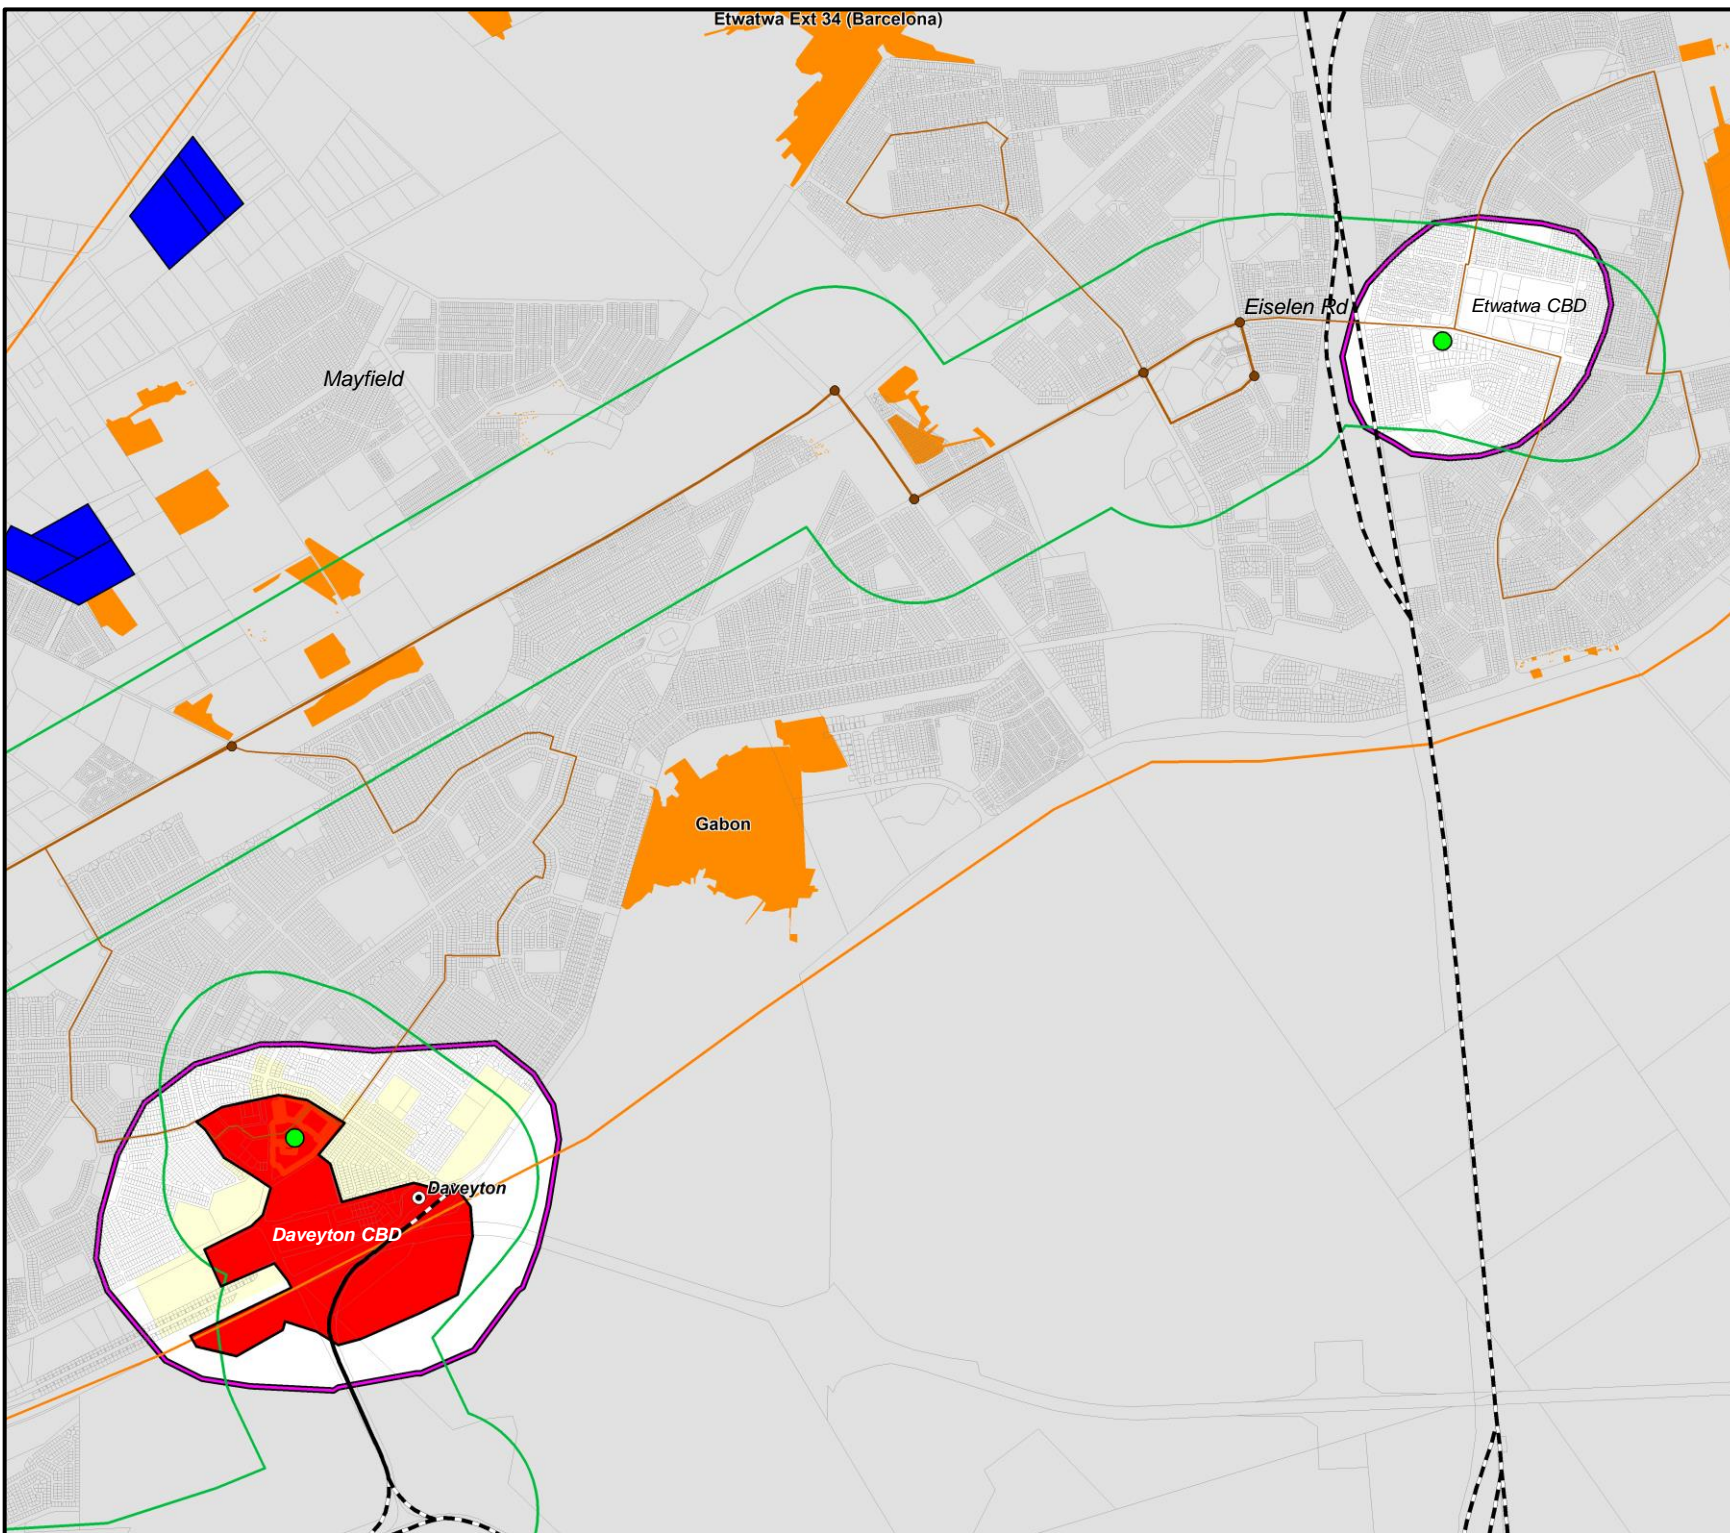 Etwatwa Ext 34 (Barcelona)
Eiselen Rd
Etwatwa CBD
Mayfield
Gabon
Daveyton
Daveyton CBD